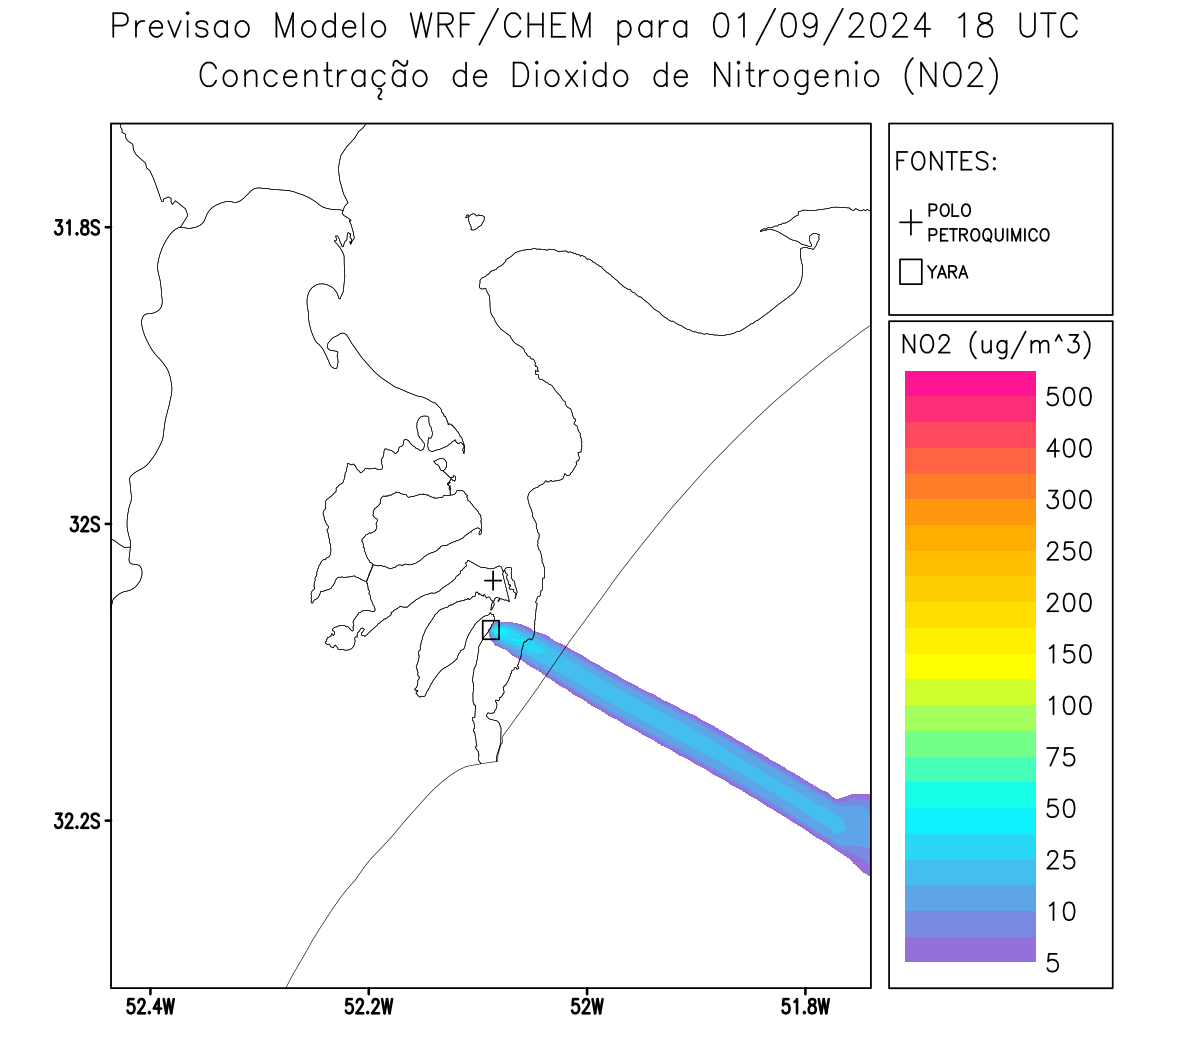 Previsao Modelo WRF/CHEM para 01/09/2024 18 UTC
Concentração de Dioxido de Nitrogenio (NO2)
FONTES:
POLO
PETROQUIMICO
YARA
NO2 (ug/m^3)
500
400
300
250
200
150
100
75
50
25
10
5
31.8S
32S
32.2S
52.4W
52.2W
52W
51.8W